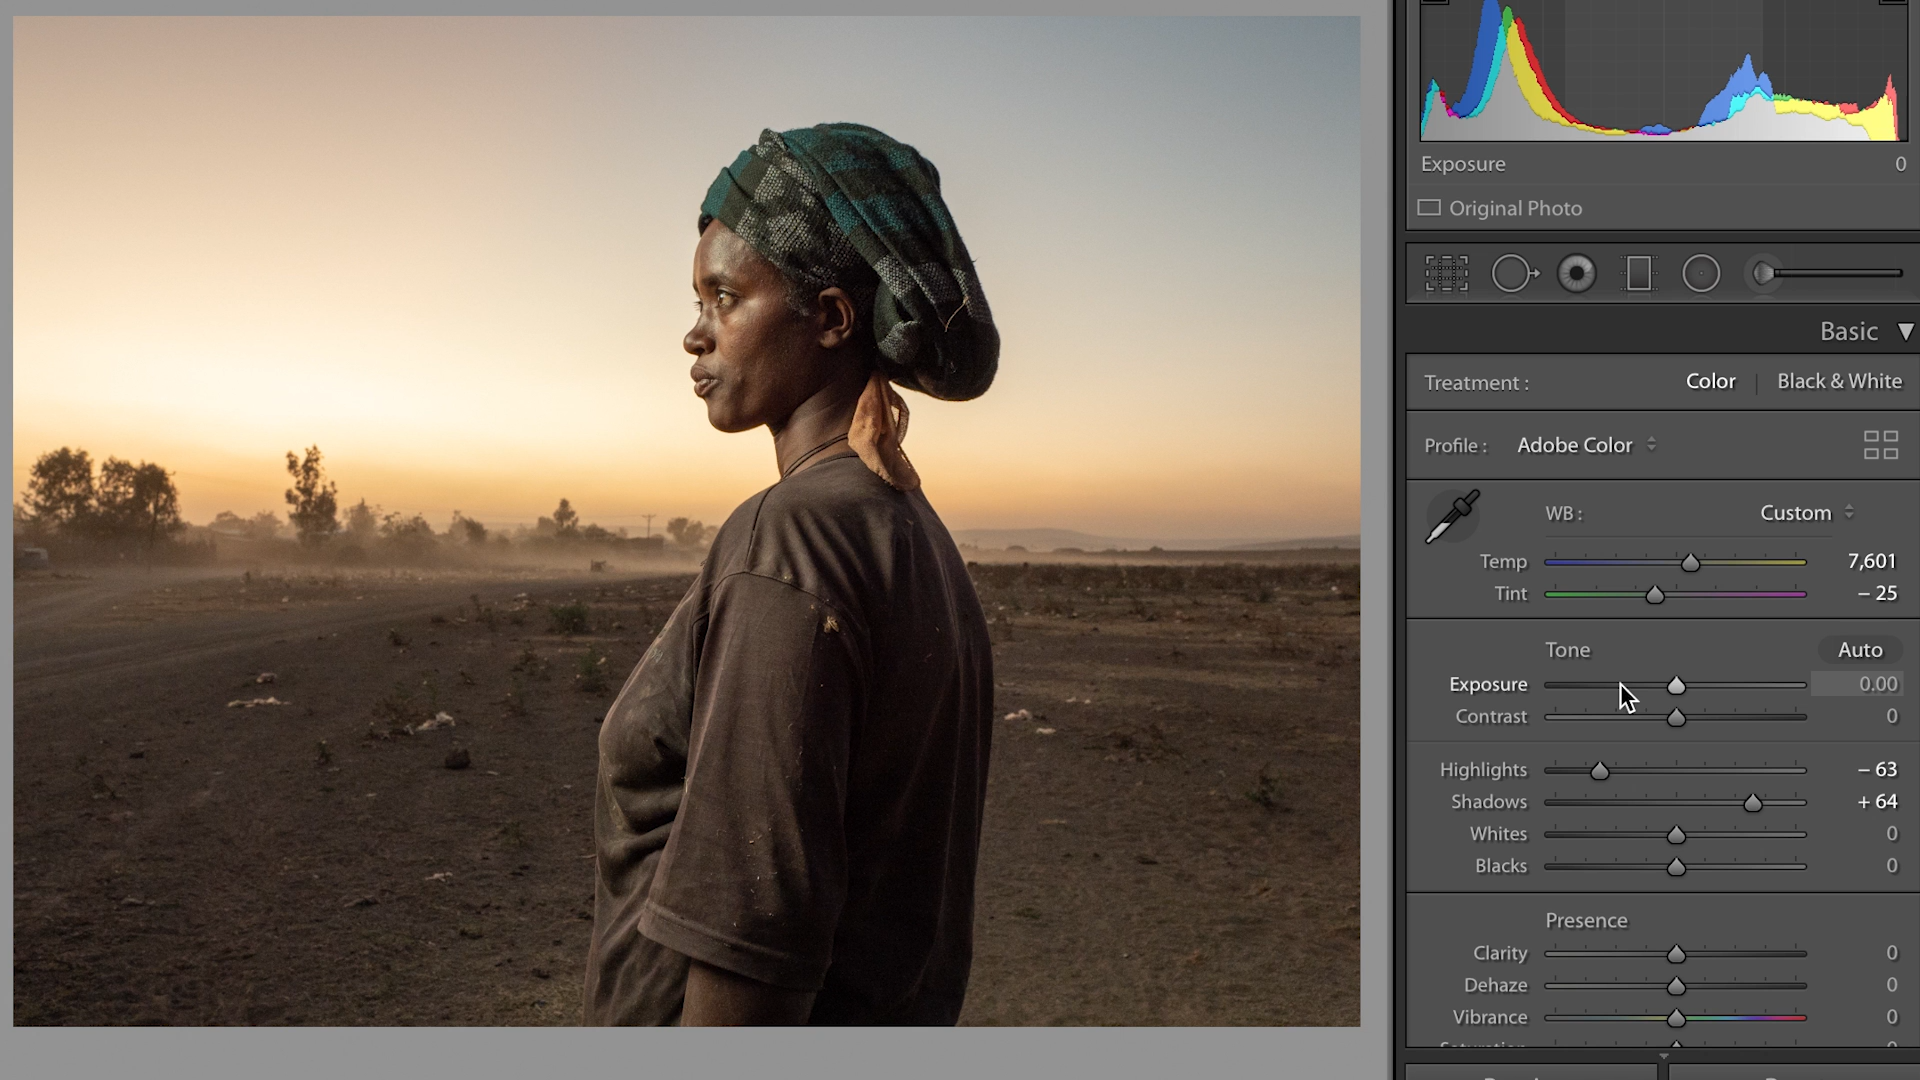 Exposure 0
Original Photo
Basic
Treatment : Color Black & White
Profile : Adobe Color
WB : Custom
Temp 7,601
Tint − 25
Tone Auto
Exposure 0.00
Contrast 0
Highlights − 63
Shadows + 64
Whites 0
Blacks 0
Presence
Clarity 0
Dehaze 0
Vibrance 0